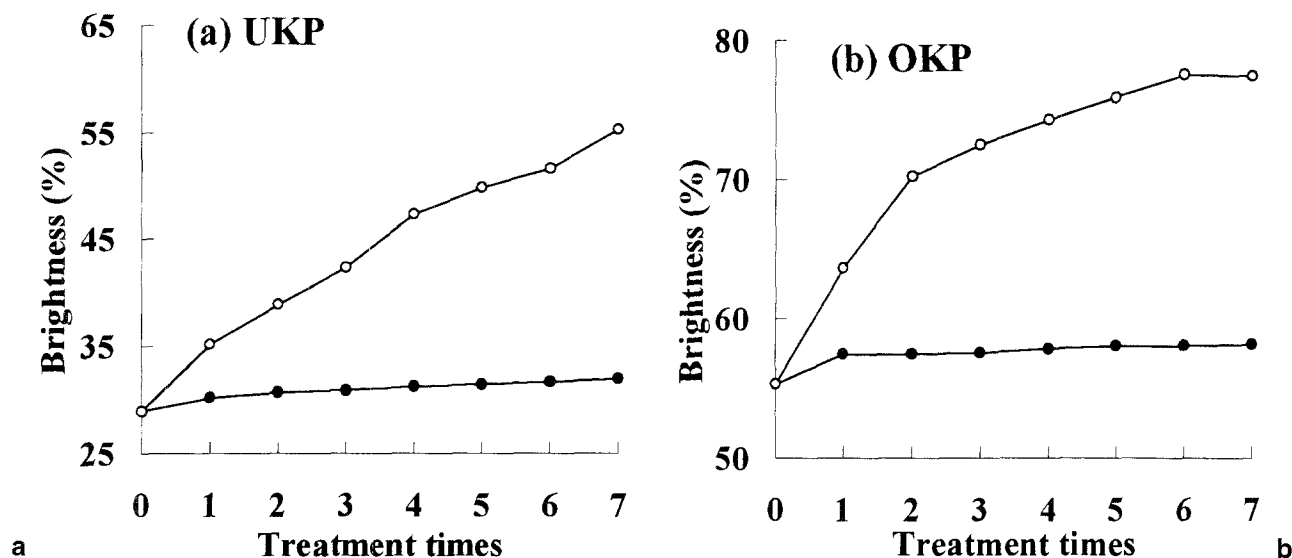 (a) UKP
Brightness (%)
65
55
45
35
25
0 1 2 3 4 5 6 7
Treatment times
a
(b) OKP
Brightness (%)
80
70
60
50
0 1 2 3 4 5 6 7
Treatment times
b